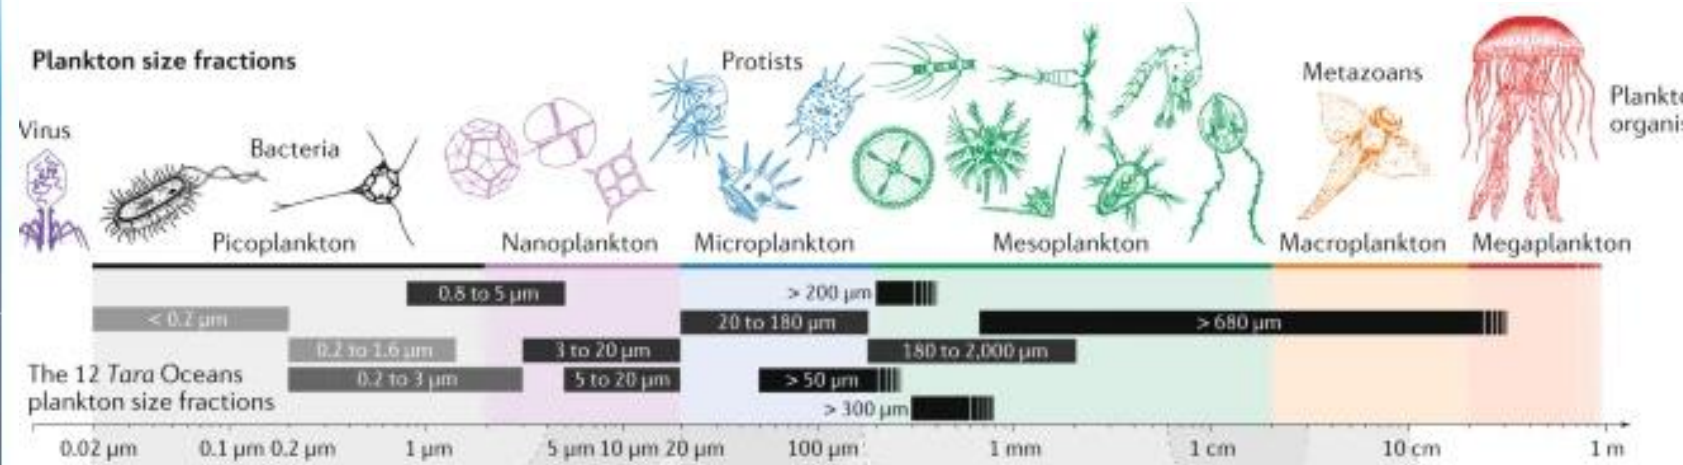 Plankton size fractions
Protists
Metazoans
Virus
Bacteria
Picoplankton
Nanoplankton
Microplankton
Mesoplankton
Macroplankton
Megaplankton
0.8 to 5 µm
> 200 µm
< 0.2 µm
20 to 180 µm
> 680 µm
0.2 to 1.6 µm
3 to 20 µm
180 to 2,000 µm
The 12 Tara Oceans
plankton size fractions
0.2 to 3 µm
5 to 20 µm
> 50 µm
> 300 µm
0.02 µm 0.1 µm 0.2 µm 1 µm 5 µm 10 µm 20 µm 100 µm 1 mm 1 cm 10 cm 1 m